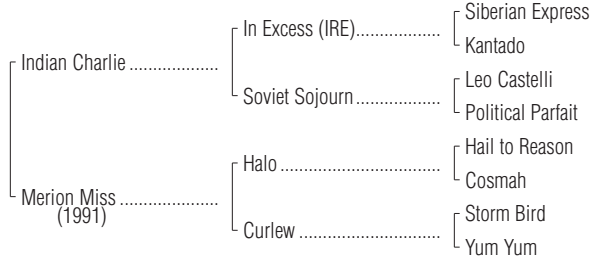 Siberian Express
In Excess (IRE)
Kantado
Indian Charlie
Leo Castelli
Soviet Sojourn
Political Parfait
Hail to Reason
Halo
Cosmah
Merion Miss
(1991)
Storm Bird
Curlew
Yum Yum